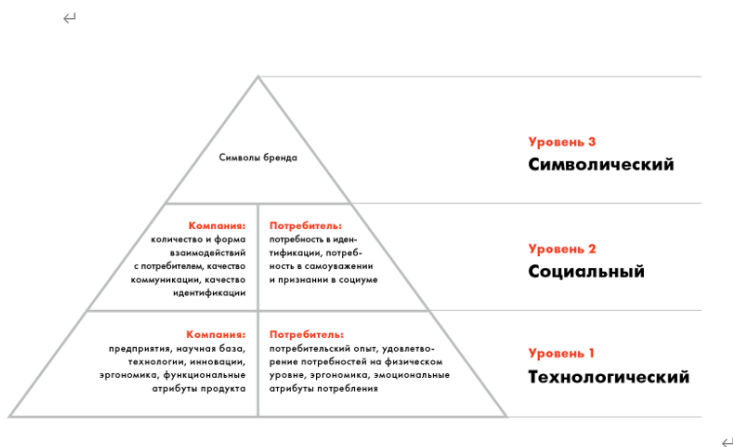 Символы бренда
Уровень 3
Символический
Компания:
количество и форма
взаимодействий
с потребителем, качество
коммуникации, качество
идентификации
Потребитель:
потребность в иден-
тификации, потреб-
ность в самоуважении
и признании в социуме
Уровень 2
Социальный
Компания:
предприятия, научная база,
технологии, инновации,
эргономика, функциональные
атрибуты продукта
Потребитель:
потребительский опыт, удовлетво-
рение потребностей на физическом
уровне, эргономика, эмоциональные
атрибуты потребления
Уровень 1
Технологический